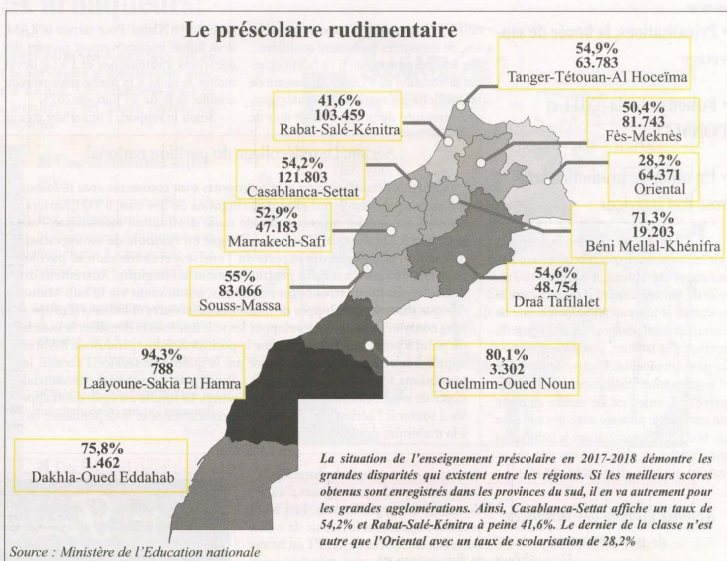 Le préscolaire rudimentaire
54,9%
63.783
Tanger-Tétouan-Al Hoceïma
41,6%
103.459
Rabat-Salé-Kénitra
50,4%
81.743
Fès-Meknès
54,2%
121.803
Casablanca-Settat
28,2%
64.371
Oriental
52,9%
47.183
Marrakech-Safi
71,3%
19.203
Béni Mellal-Khénifra
55%
83.066
Souss-Massa
54,6%
48.754
Draâ Tafilalet
94,3%
788
Laâyoune-Sakia El Hamra
80,1%
3.302
Guelmim-Oued Noun
75,8%
1.462
Dakhla-Oued Eddahab
La situation de l'enseignement préscolaire en 2017-2018 démontre les
grandes disparités qui existent entre les régions. Si les meilleurs scores
obtenus sont enregistrés dans les provinces du sud, il en va autrement pour
les grandes agglomérations. Ainsi, Casablanca-Settat affiche un taux de
54,2% et Rabat-Salé-Kénitra à peine 41,6%. Le dernier de la classe n'est
autre que l'Oriental avec un taux de scolarisation de 28,2%
Source : Ministère de l'Education nationale